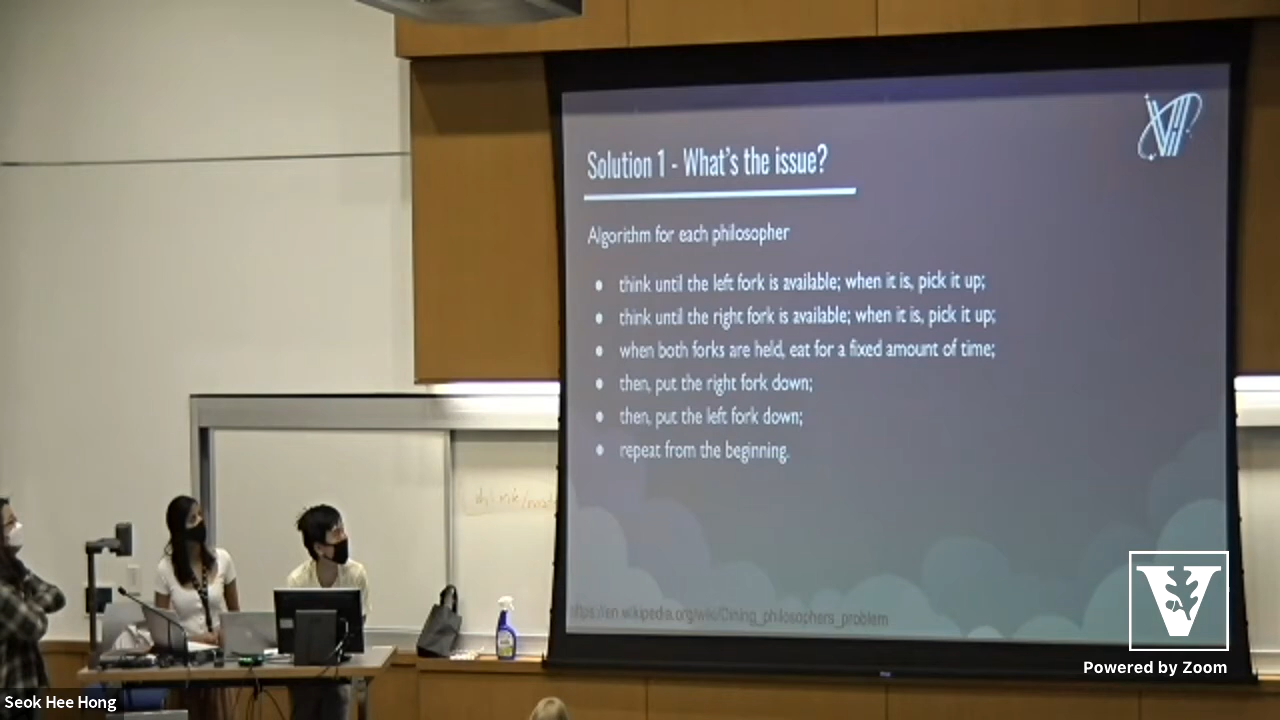 Solution 1 - What's the issue?
Algorithm for each philosopher
• think until the left fork is available; when it is, pick it up;
• think until the right fork is available; when it is, pick it up;
• when both forks are held, eat for a fixed amount of time;
• then, put the right fork down;
• then, put the left fork down;
• repeat from the beginning.
https://en.wikipedia.org/wiki/Dining_philosophers_problem
V
Powered by Zoom
Seok Hee Hong